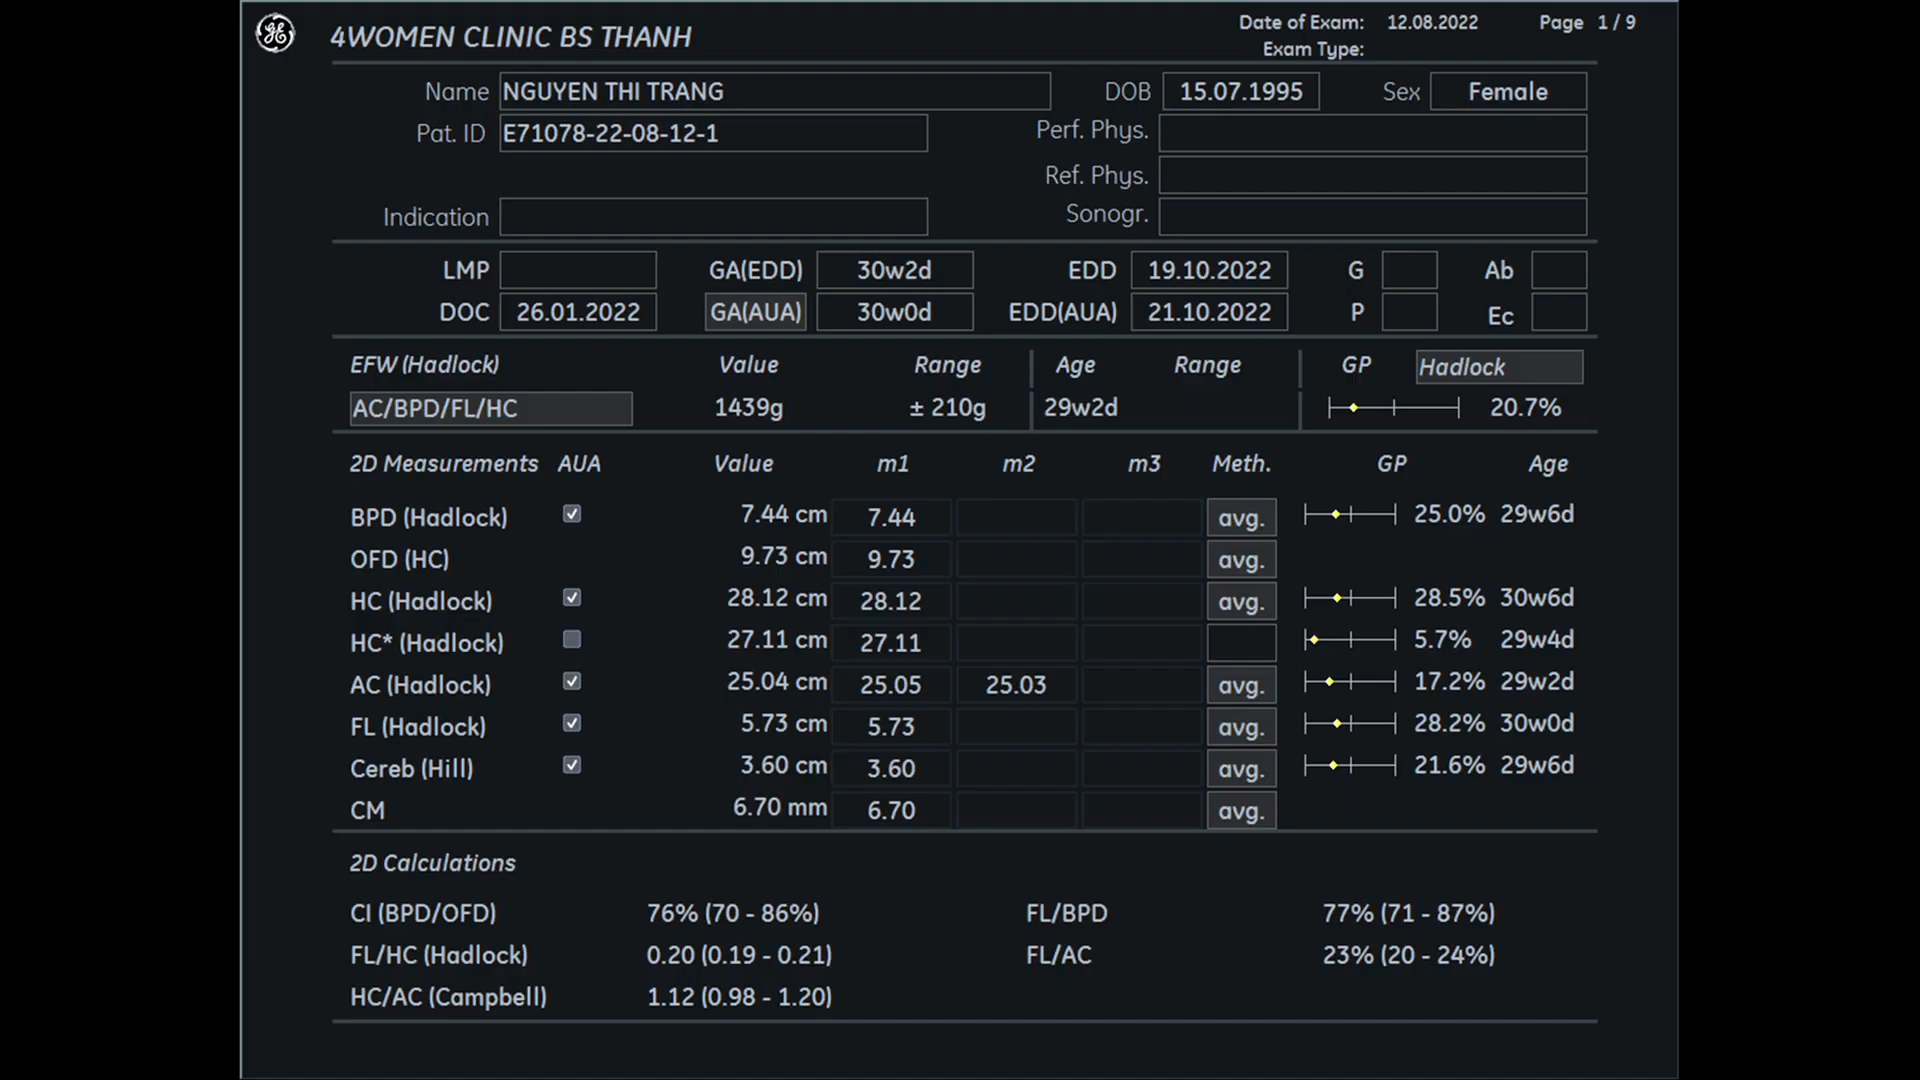 4WOMEN CLINIC BS THANH Date of Exam: 12.08.2022 Page 1 / 9
Exam Type:
Name NGUYEN THI TRANG DOB 15.07.1995 Sex Female
Pat. ID E71078-22-08-12-1 Perf. Phys.
Ref. Phys.
Indication Sonogr.
LMP GA(EDD) 30w2d EDD 19.10.2022 G Ab
DOC 26.01.2022 GA(AUA) 30w0d EDD(AUA) 21.10.2022 P Ec
EFW (Hadlock) Value Range Age Range GP Hadlock
AC/BPD/FL/HC 1439g ± 210g 29w2d 20.7%
2D Measurements AUA Value m1 m2 m3 Meth. GP Age
BPD (Hadlock) 7.44 cm 7.44 avg. 25.0% 29w6d
OFD (HC) 9.73 cm 9.73 avg.
HC (Hadlock) 28.12 cm 28.12 avg. 28.5% 30w6d
HC* (Hadlock) 27.11 cm 27.11 5.7% 29w4d
AC (Hadlock) 25.04 cm 25.05 25.03 avg. 17.2% 29w2d
FL (Hadlock) 5.73 cm 5.73 avg. 28.2% 30w0d
Cereb (Hill) 3.60 cm 3.60 avg. 21.6% 29w6d
CM 6.70 mm 6.70 avg.
2D Calculations
CI (BPD/OFD) 76% (70 - 86%) FL/BPD 77% (71 - 87%)
FL/HC (Hadlock) 0.20 (0.19 - 0.21) FL/AC 23% (20 - 24%)
HC/AC (Campbell) 1.12 (0.98 - 1.20)